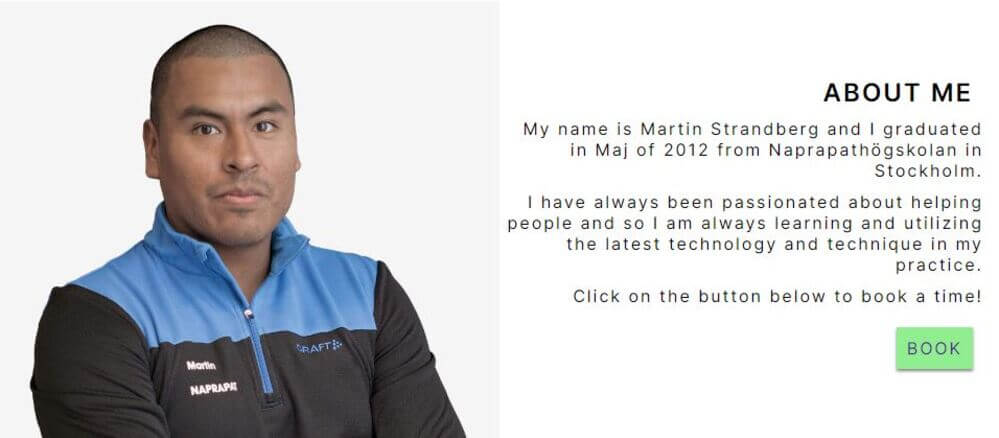 ABOUT ME
My name is Martin Strandberg and I graduated
in Maj of 2012 from Naprapathögskolan in
Stockholm.
I have always been passionated about helping
people and so I am always learning and utilizing
the latest technology and technique in my
practice.
Click on the button below to book a time!
BOOK
CRAFT
Martin
NAPRAPAT